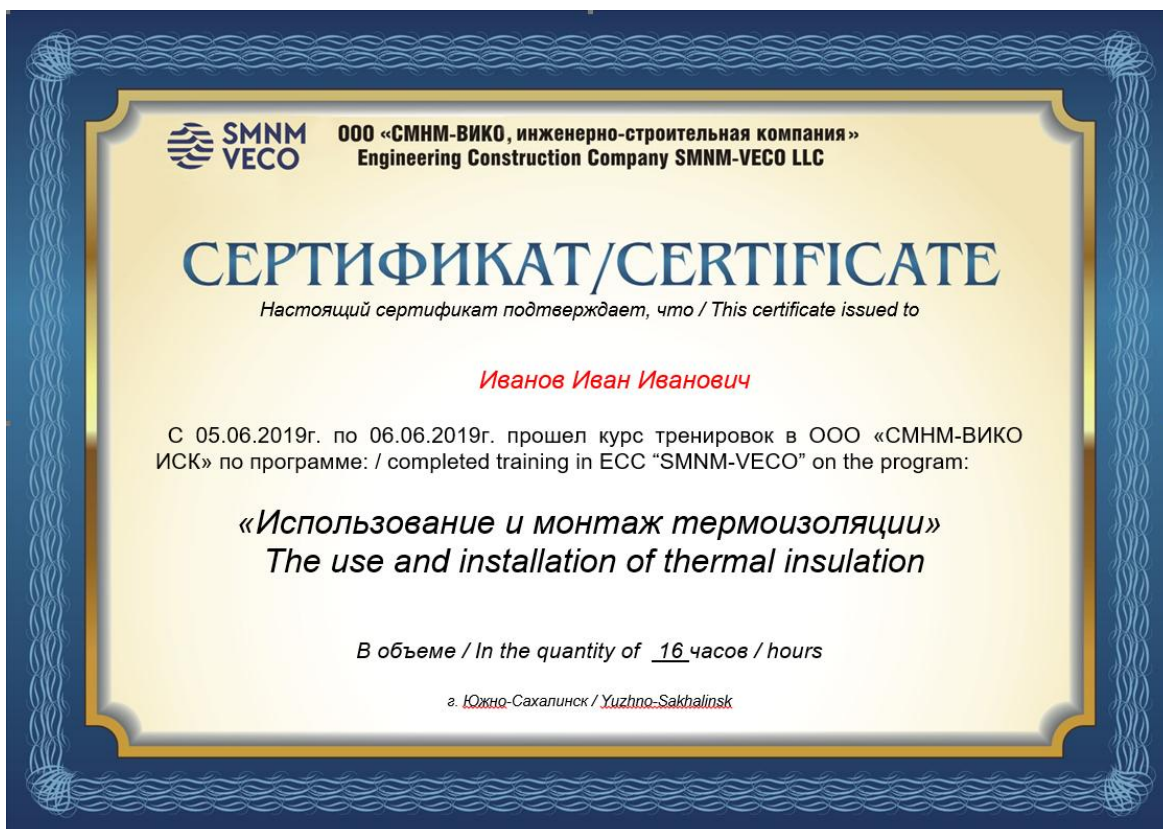 SMNM
VECO
ООО «СМНМ-ВИКО, инженерно-строительная компания»
Engineering Construction Company SMNM-VECO LLC
СЕРТИФИКАТ/CERTIFICATE
Настоящий сертификат подтверждает, что / This certificate issued to
Иванов Иван Иванович
С 05.06.2019г. по 06.06.2019г. прошел курс тренировок в ООО «СМНМ-ВИКО
ИСК» по программе: / completed training in ECC “SMNM-VECO” on the program:
«Использование и монтаж термоизоляции»
The use and installation of thermal insulation
В объеме / In the quantity of 16 часов / hours
г. Южно-Сахалинск / Yuzhno-Sakhalinsk